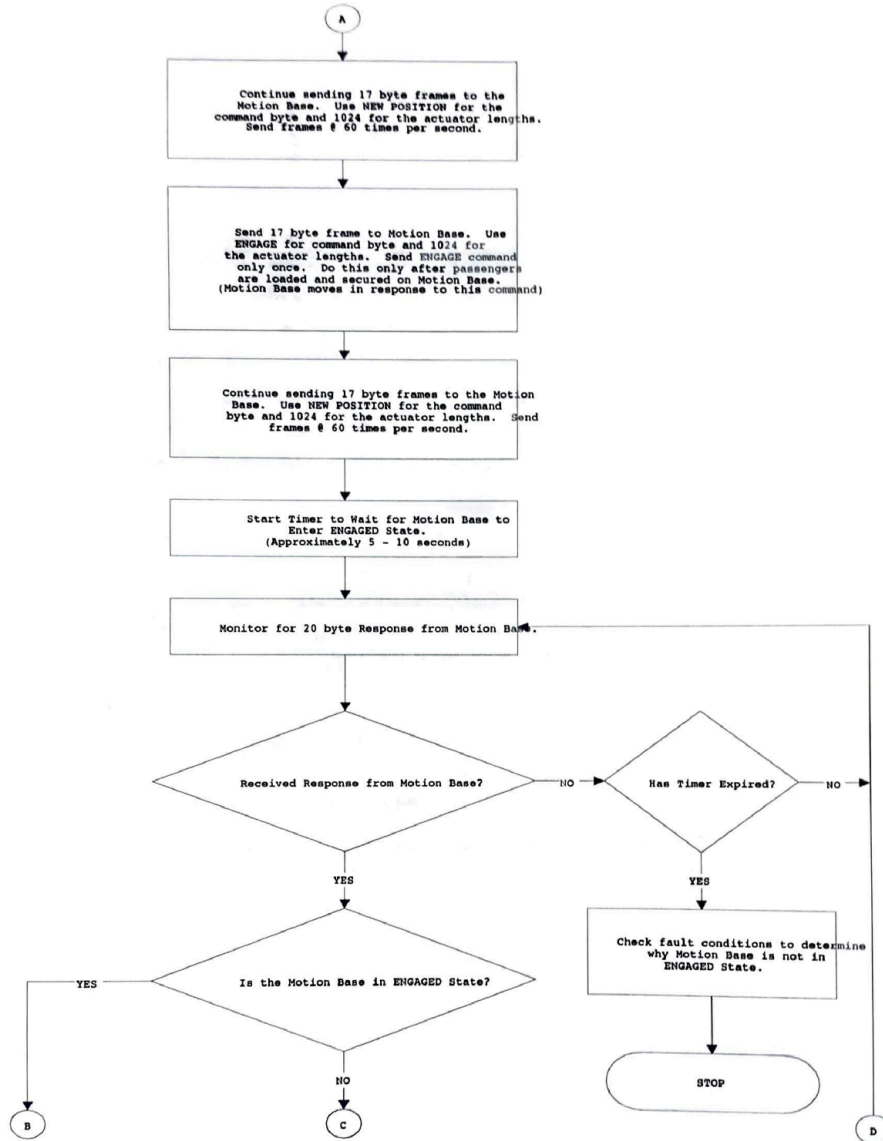 A
Continue sending 17 byte frames to the
Motion Base. Use NEW POSITION for the
command byte and 1024 for the actuator lengths.
Send frames @ 60 times per second.
Send 17 byte frame to Motion Base. Use
ENGAGE for command byte and 1024 for
the actuator lengths. Send ENGAGE command
only once. Do this only after passengers
are loaded and secured on Motion Base.
(Motion Base moves in response to this command)
Continue sending 17 byte frames to the Motion
Base. Use NEW POSITION for the command
byte and 1024 for the actuator lengths. Send
frames @ 60 times per second.
Start Timer to Wait for Motion Base to
Enter ENGAGED State.
(Approximately 5 - 10 seconds)
Monitor for 20 byte Response from Motion Base.
Received Response from Motion Base?
NO
Has Timer Expired?
NO
YES
YES
Check fault conditions to determine
why Motion Base is not in
ENGAGED State.
Is the Motion Base in ENGAGED State?
YES
NO
STOP
B
C
D